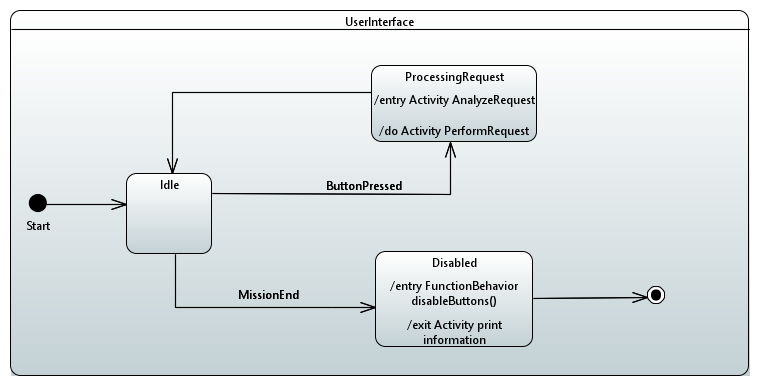 UserInterface
ProcessingRequest
/entry Activity AnalyzeRequest
/do Activity PerformRequest
Idle
ButtonPressed
Start
Disabled
/entry FunctionBehavior
disableButtons()
MissionEnd
/exit Activity print
information